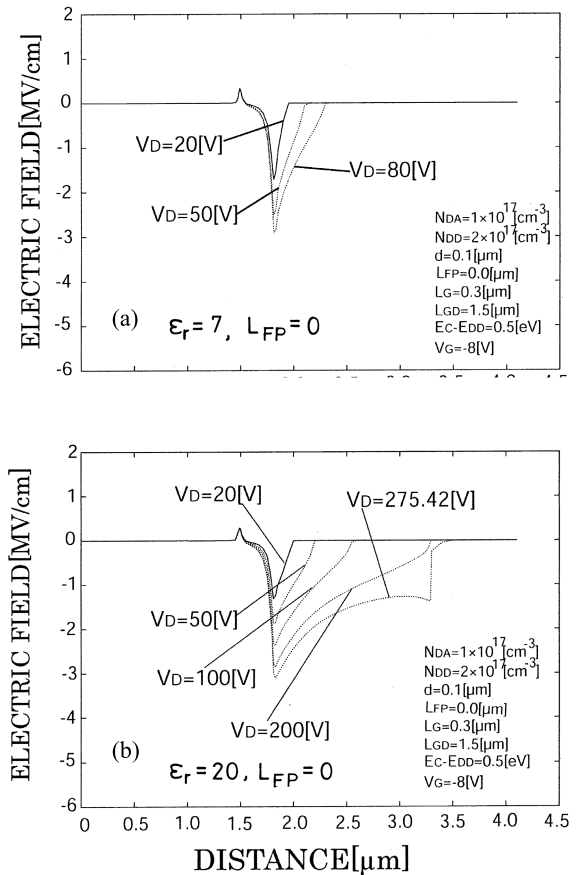 2
1
0
-1
-2
-3
-4
-5
-6
ELECTRIC FIELD[MV/cm]
VD=20[V]
VD=80[V]
VD=50[V]
NDA=1×10^17[cm^-3]
NDD=2×10^17[cm^-3]
d=0.1[μm]
LFP=0.0[μm]
LG=0.3[μm]
LGD=1.5[μm]
EC-EDD=0.5[eV]
VG=-8[V]
(a) εr=7, LFP=0
2
1
0
-1
-2
-3
-4
-5
-6
ELECTRIC FIELD[MV/cm]
VD=20[V]
VD=275.42[V]
VD=50[V]
VD=100[V]
VD=200[V]
NDA=1×10^17[cm^-3]
NDD=2×10^17[cm^-3]
d=0.1[μm]
LFP=0.0[μm]
LG=0.3[μm]
LGD=1.5[μm]
EC-EDD=0.5[eV]
VG=-8[V]
(b) εr=20, LFP=0
0 0.5 1.0 1.5 2.0 2.5 3.0 3.5 4.0 4.5
DISTANCE[μm]